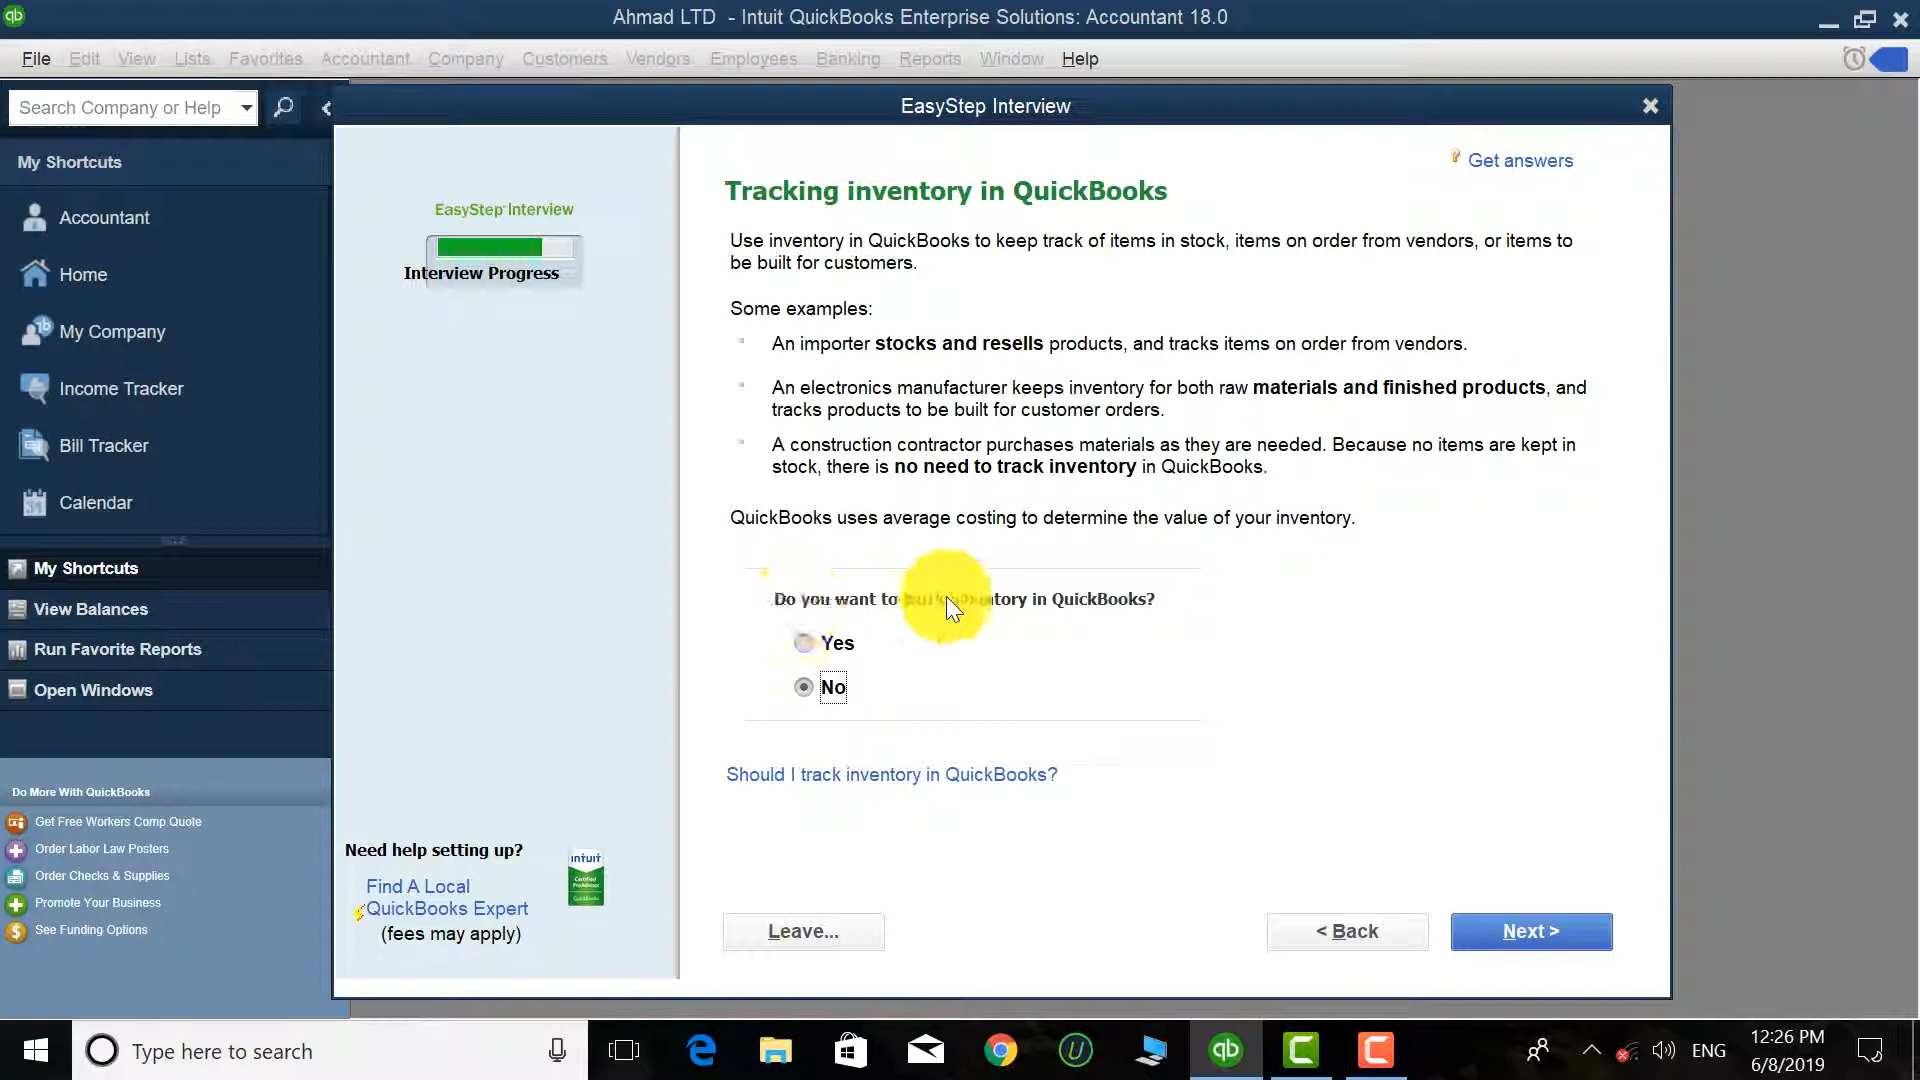 qb
Ahmad LTD - Intuit QuickBooks Enterprise Solutions: Accountant 18.0
File Edit View Lists Favorites Accountant Company Customers Vendors Employees Banking Reports Window Help
Search Company or Help
EasyStep Interview
My Shortcuts
Accountant
Home
My Company
Income Tracker
Bill Tracker
Calendar
My Shortcuts
View Balances
Run Favorite Reports
Open Windows
Do More With QuickBooks
Get Free Workers Comp Quote
Order Labor Law Posters
Order Checks & Supplies
Promote Your Business
See Funding Options
EasyStep Interview
Interview Progress
Need help setting up?
Find A Local
QuickBooks Expert
(fees may apply)
intuit
Certified
ProAdvisor
QuickBooks
Get answers
Tracking inventory in QuickBooks
Use inventory in QuickBooks to keep track of items in stock, items on order from vendors, or items to
be built for customers.
Some examples:
An importer stocks and resells products, and tracks items on order from vendors.
An electronics manufacturer keeps inventory for both raw materials and finished products, and
tracks products to be built for customer orders.
A construction contractor purchases materials as they are needed. Because no items are kept in
stock, there is no need to track inventory in QuickBooks.
QuickBooks uses average costing to determine the value of your inventory.
Do you want to inventory in QuickBooks?
Yes
No
Should I track inventory in QuickBooks?
Leave...
< Back
Next >
Type here to search
ENG
12:26 PM
6/8/2019